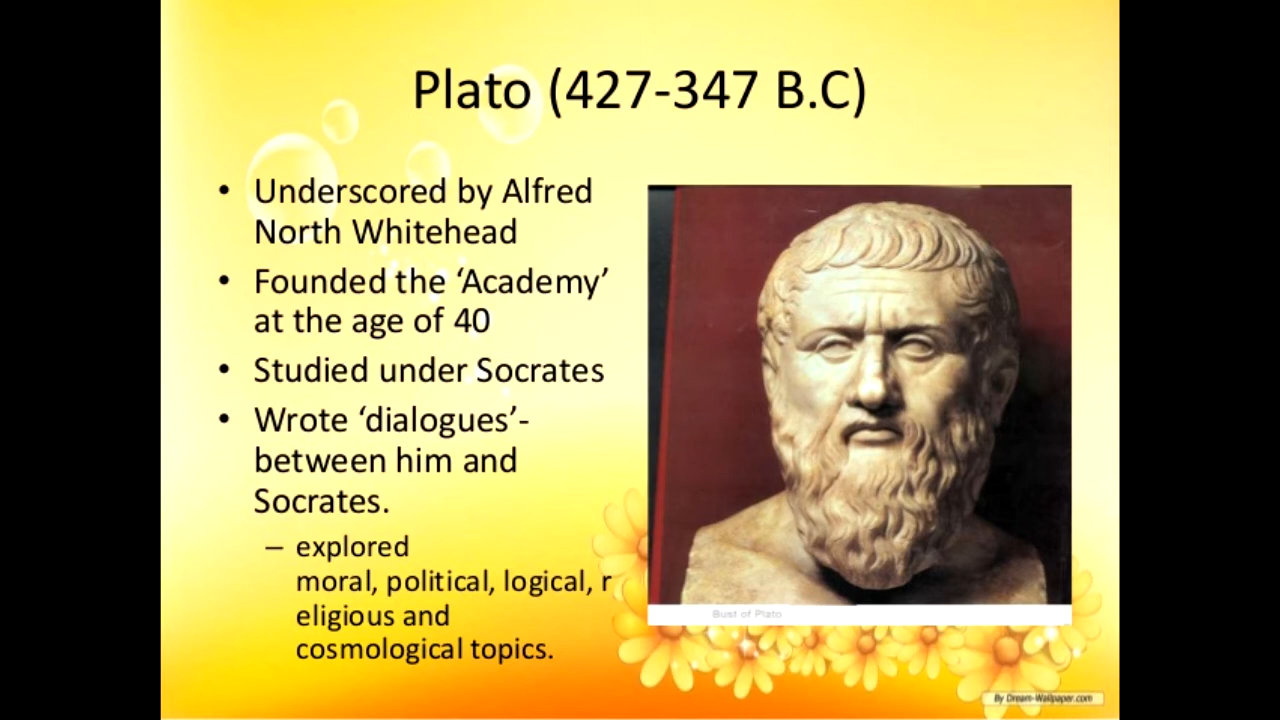 Plato (427-347 B.C)
• Underscored by Alfred
North Whitehead
• Founded the ‘Academy’
at the age of 40
• Studied under Socrates
• Wrote ‘dialogues’-
between him and
Socrates.
– explored
moral, political, logical, r
eligious and
cosmological topics.
Bust of Plato
By Dream-Wallpaper.com